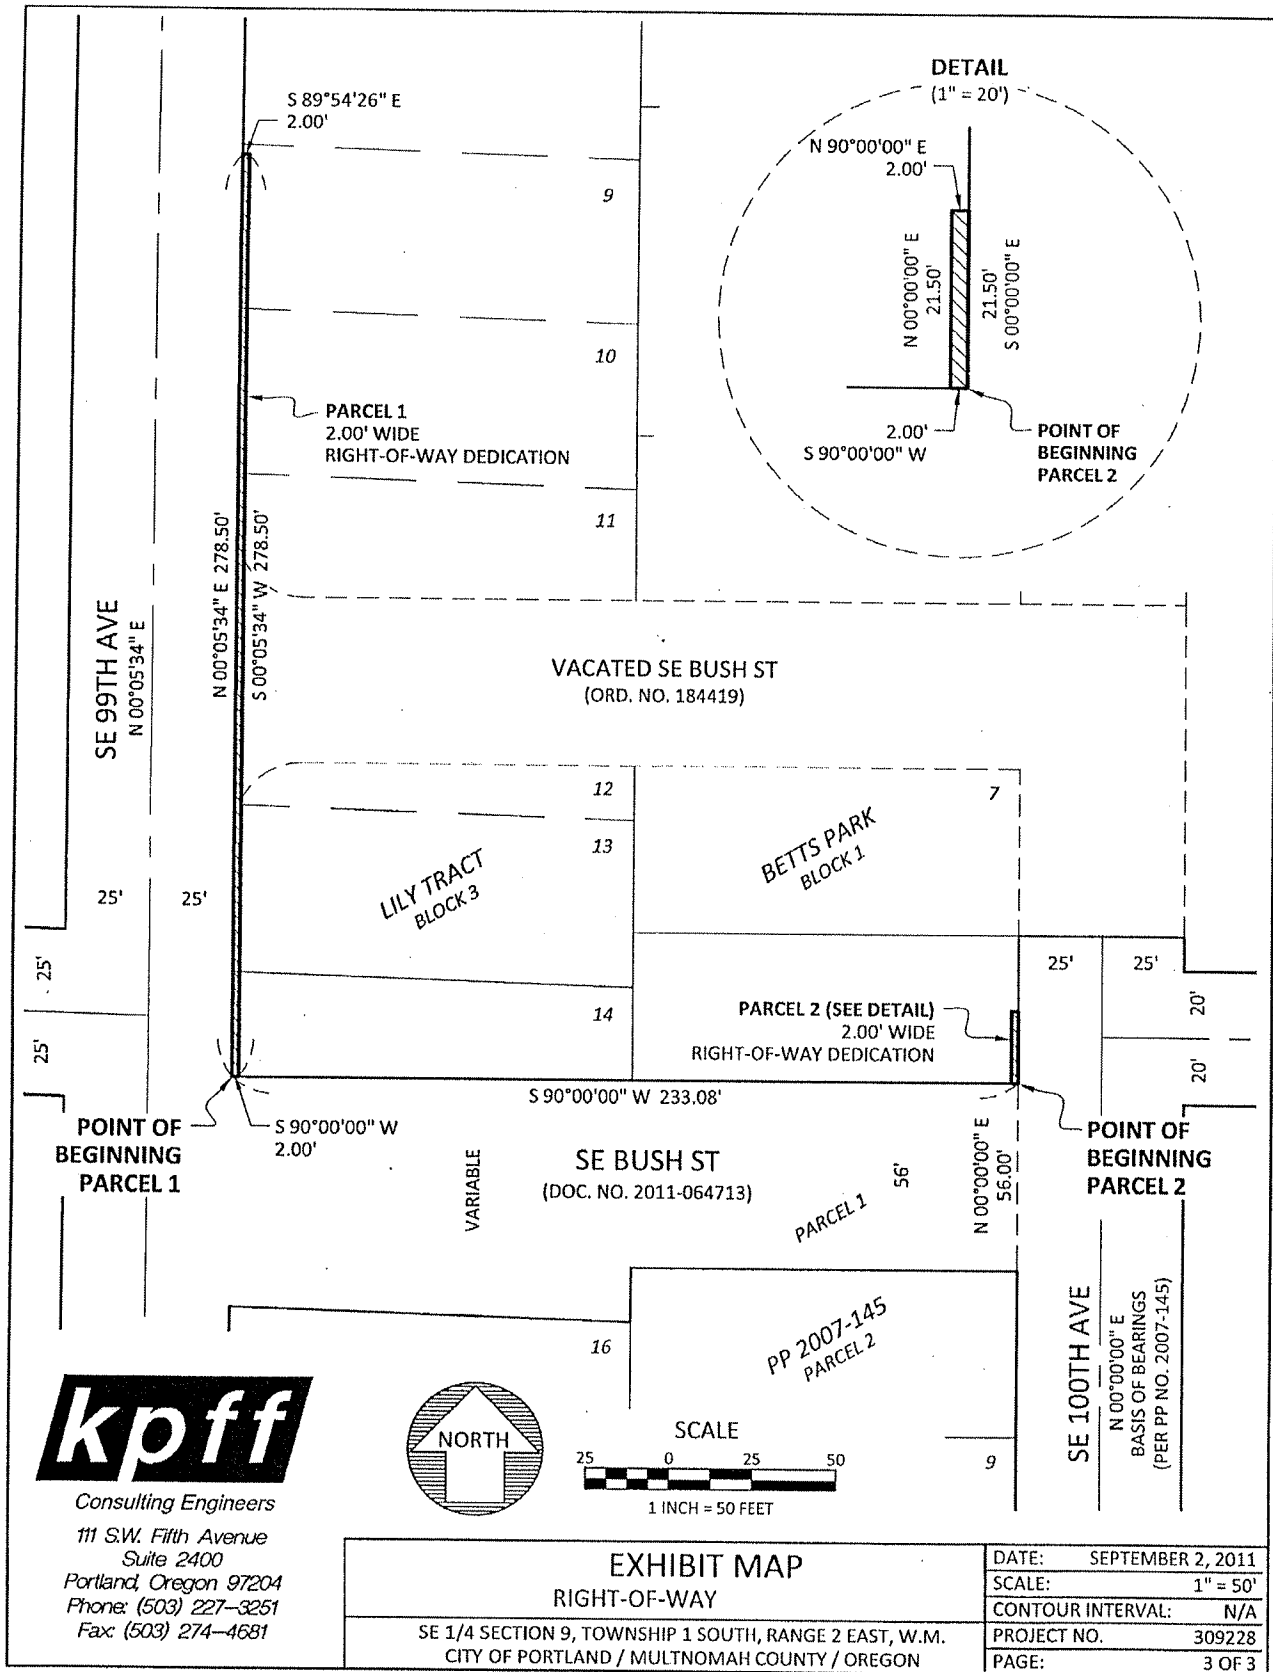 S 89°54'26" E
2.00'
DETAIL
(1" = 20')
N 90°00'00" E
2.00'
N 00°00'00" E
21.50'
21.50'
S 00°00'00" E
2.00'
S 90°00'00" W
POINT OF
BEGINNING
PARCEL 2
9
10
PARCEL 1
2.00' WIDE
RIGHT-OF-WAY DEDICATION
11
N 00°05'34" E 278.50'
S 00°05'34" W 278.50'
SE 99TH AVE
N 00°05'34" E
VACATED SE BUSH ST
(ORD. NO. 184419)
12
7
13
LILY TRACT
BLOCK 3
BETTS PARK
BLOCK 1
25'
25'
25'
25'
25'
25'
20'
20'
14
PARCEL 2 (SEE DETAIL)
2.00' WIDE
RIGHT-OF-WAY DEDICATION
S 90°00'00" W 233.08'
POINT OF
BEGINNING
PARCEL 1
S 90°00'00" W
2.00'
VARIABLE
SE BUSH ST
(DOC. NO. 2011-064713)
PARCEL 1
56'
N 00°00'00" E
56.00'
POINT OF
BEGINNING
PARCEL 2
16
PP 2007-145
PARCEL 2
9
SE 100TH AVE
N 00°00'00" E
BASIS OF BEARINGS
(PER PP NO. 2007-145)
kpff
Consulting Engineers
111 S.W. Fifth Avenue
Suite 2400
Portland, Oregon 97204
Phone: (503) 227-3251
Fax: (503) 274-4681
NORTH
SCALE
25 0 25 50
1 INCH = 50 FEET
EXHIBIT MAP
RIGHT-OF-WAY
SE 1/4 SECTION 9, TOWNSHIP 1 SOUTH, RANGE 2 EAST, W.M.
CITY OF PORTLAND / MULTNOMAH COUNTY / OREGON
DATE: SEPTEMBER 2, 2011
SCALE: 1" = 50'
CONTOUR INTERVAL: N/A
PROJECT NO. 309228
PAGE: 3 OF 3